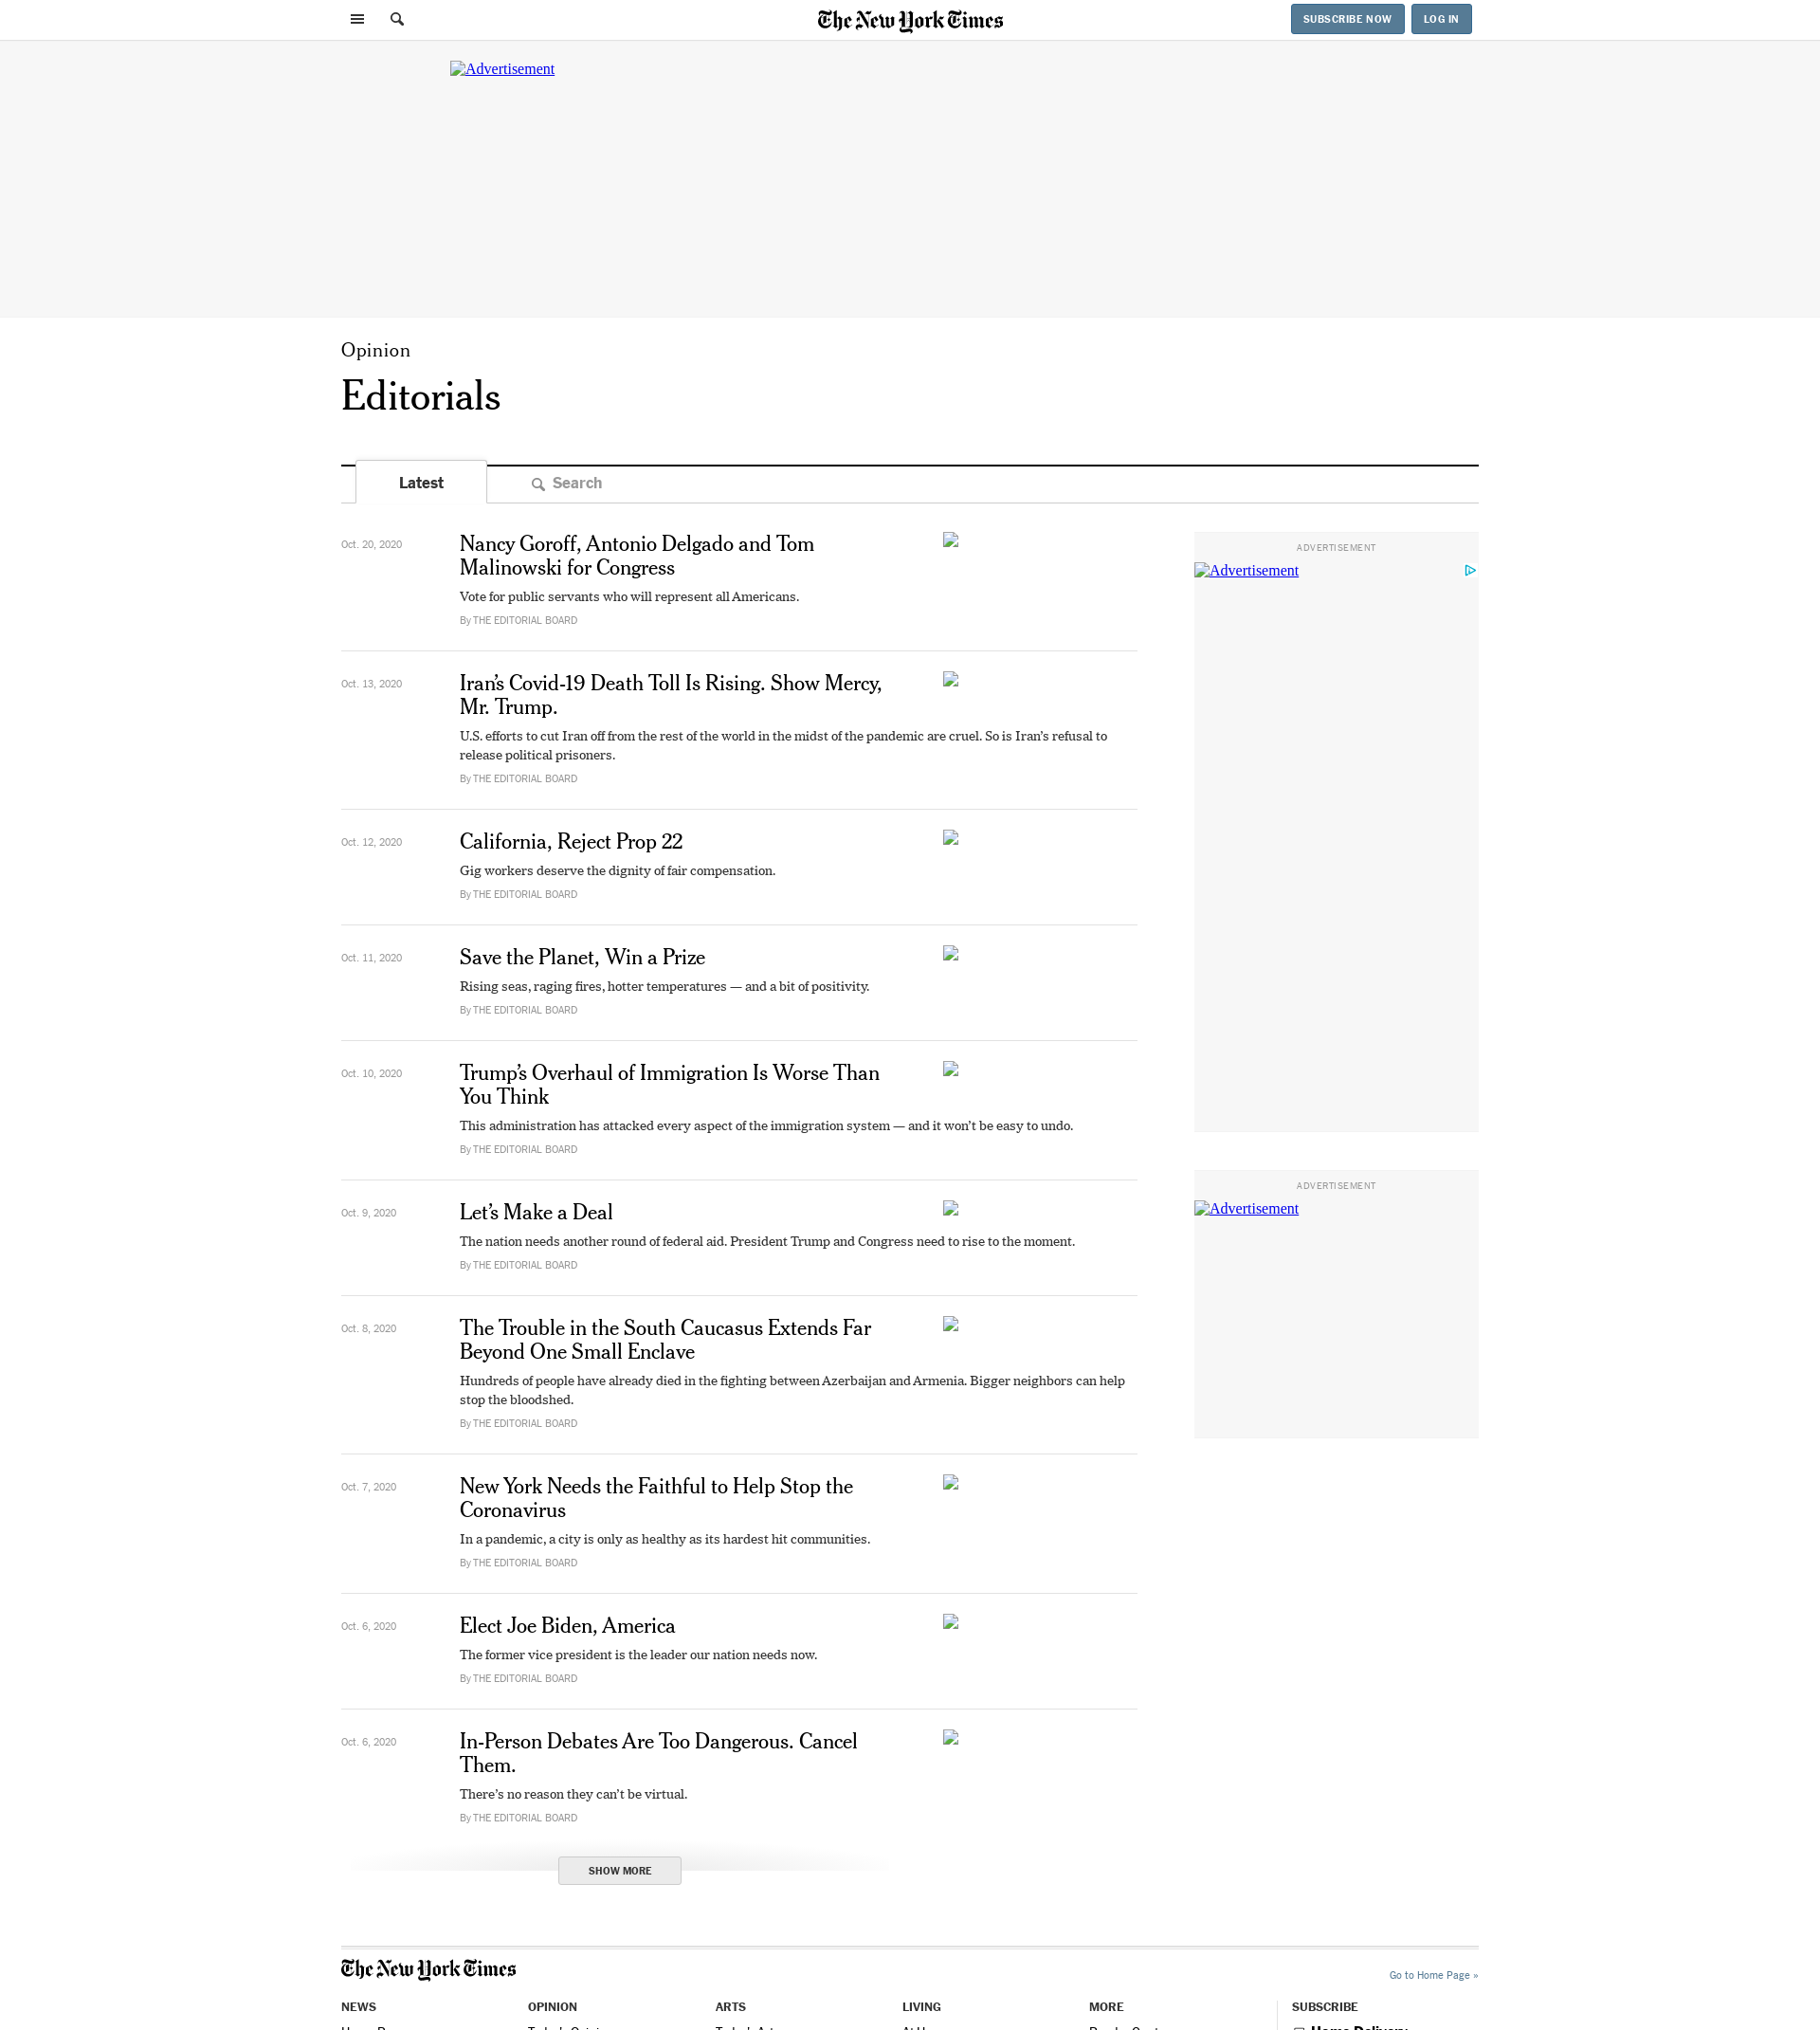 The New York Times
SUBSCRIBE NOW
LOG IN
Advertisement
Opinion
Editorials
Latest
Search
Oct. 20, 2020
Nancy Goroff, Antonio Delgado and Tom
Malinowski for Congress
Vote for public servants who will represent all Americans.
By THE EDITORIAL BOARD
Oct. 13, 2020
Iran’s Covid-19 Death Toll Is Rising. Show Mercy,
Mr. Trump.
U.S. efforts to cut Iran off from the rest of the world in the midst of the pandemic are cruel. So is Iran’s refusal to
release political prisoners.
By THE EDITORIAL BOARD
Oct. 12, 2020
California, Reject Prop 22
Gig workers deserve the dignity of fair compensation.
By THE EDITORIAL BOARD
Oct. 11, 2020
Save the Planet, Win a Prize
Rising seas, raging fires, hotter temperatures — and a bit of positivity.
By THE EDITORIAL BOARD
Oct. 10, 2020
Trump’s Overhaul of Immigration Is Worse Than
You Think
This administration has attacked every aspect of the immigration system — and it won’t be easy to undo.
By THE EDITORIAL BOARD
Oct. 9, 2020
Let’s Make a Deal
The nation needs another round of federal aid. President Trump and Congress need to rise to the moment.
By THE EDITORIAL BOARD
Oct. 8, 2020
The Trouble in the South Caucasus Extends Far
Beyond One Small Enclave
Hundreds of people have already died in the fighting between Azerbaijan and Armenia. Bigger neighbors can help
stop the bloodshed.
By THE EDITORIAL BOARD
Oct. 7, 2020
New York Needs the Faithful to Help Stop the
Coronavirus
In a pandemic, a city is only as healthy as its hardest hit communities.
By THE EDITORIAL BOARD
Oct. 6, 2020
Elect Joe Biden, America
The former vice president is the leader our nation needs now.
By THE EDITORIAL BOARD
Oct. 6, 2020
In-Person Debates Are Too Dangerous. Cancel
Them.
There’s no reason they can’t be virtual.
By THE EDITORIAL BOARD
SHOW MORE
ADVERTISEMENT
Advertisement
ADVERTISEMENT
Advertisement
The New York Times
Go to Home Page »
NEWS
OPINION
ARTS
LIVING
MORE
SUBSCRIBE
Home Delivery